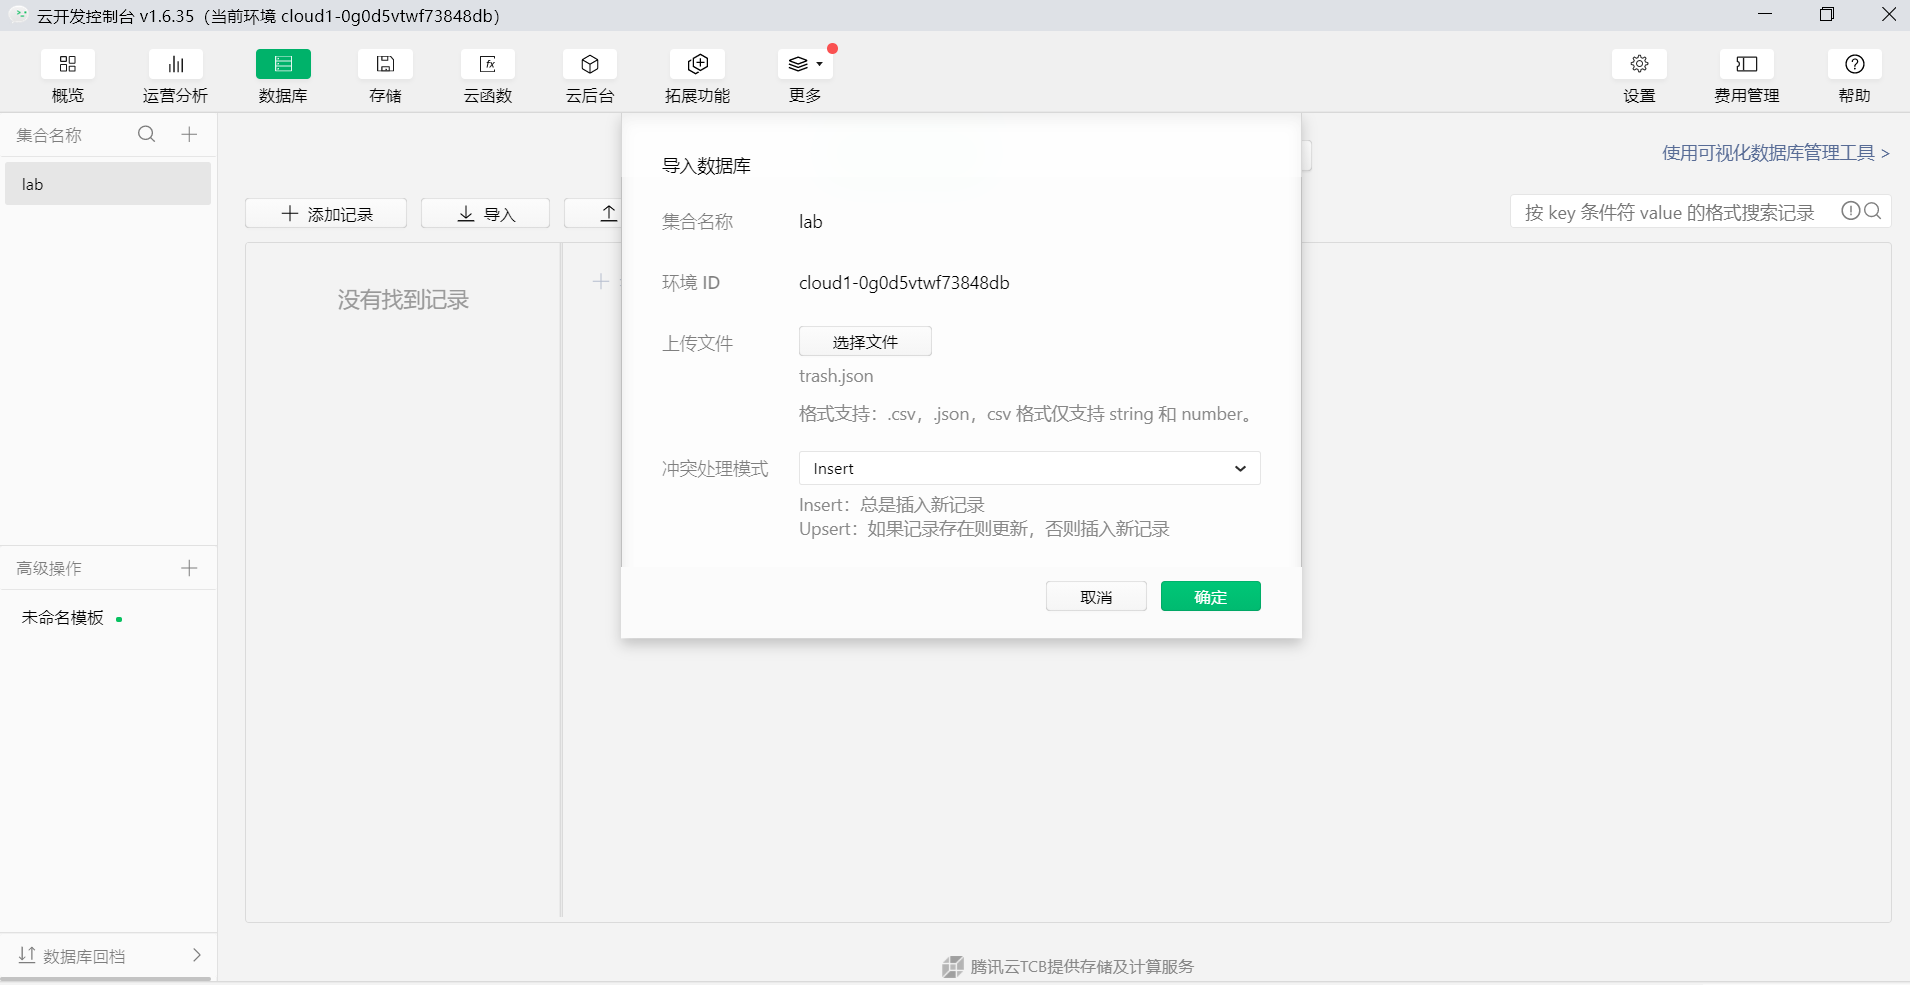 云开发控制台 v1.6.35（当前环境 cloud1-0g0d5vtwf73848db）
概览
运营分析
数据库
存储
云函数
云后台
拓展功能
更多
设置
费用管理
帮助
集合名称
lab
使用可视化数据库管理工具 >
添加记录
导入
按 key 条件符 value 的格式搜索记录
没有找到记录
导入数据库
集合名称 lab
环境 ID cloud1-0g0d5vtwf73848db
上传文件 选择文件
trash.json
格式支持：.csv，.json，csv 格式仅支持 string 和 number。
冲突处理模式 Insert
Insert：总是插入新记录
Upsert：如果记录存在则更新，否则插入新记录
取消 确定
高级操作
未命名模板
数据库回档
腾讯云TCB提供存储及计算服务